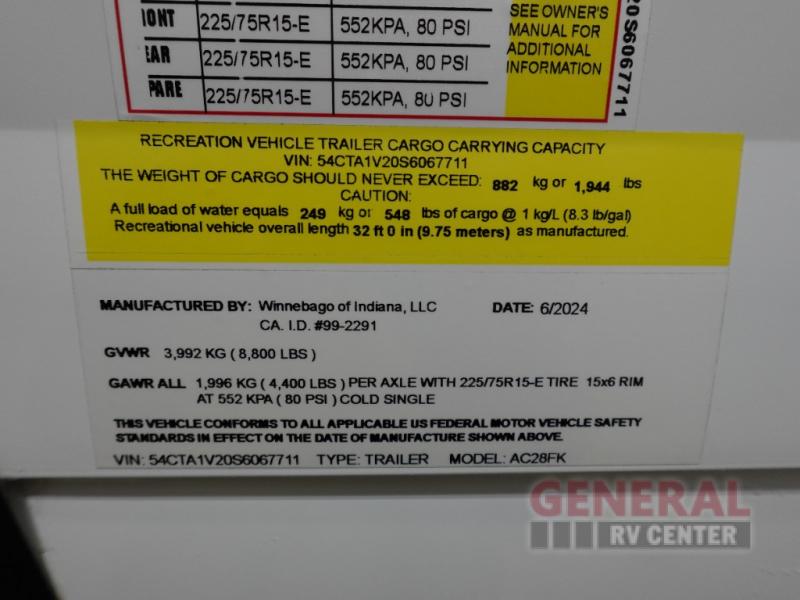 225/75R15-E 552KPA, 80 PSI
225/75R15-E 552KPA, 80 PSI
225/75R15-E 552KPA, 80 PSI
SEE OWNER'S
MANUAL FOR
ADDITIONAL
INFORMATION
20S6067711
RECREATION VEHICLE TRAILER CARGO CARRYING CAPACITY
VIN: 54CTA1V20S6067711
THE WEIGHT OF CARGO SHOULD NEVER EXCEED: 882 kg or 1,944 lbs
CAUTION:
A full load of water equals 249 kg or 548 lbs of cargo @ 1 kg/L (8.3 lb/gal)
Recreational vehicle overall length 32 ft 0 in (9.75 meters) as manufactured.
MANUFACTURED BY: Winnebago of Indiana, LLC DATE: 6/2024
CA. I.D. #99-2291
GVWR 3,992 KG ( 8,800 LBS )
GAWR ALL 1,996 KG ( 4,400 LBS ) PER AXLE WITH 225/75R15-E TIRE 15x6 RIM
AT 552 KPA ( 80 PSI ) COLD SINGLE
THIS VEHICLE CONFORMS TO ALL APPLICABLE US FEDERAL MOTOR VEHICLE SAFETY
STANDARDS IN EFFECT ON THE DATE OF MANUFACTURE SHOWN ABOVE.
VIN: 54CTA1V20S6067711 TYPE: TRAILER MODEL: AC28FK
GENERAL
RV CENTER